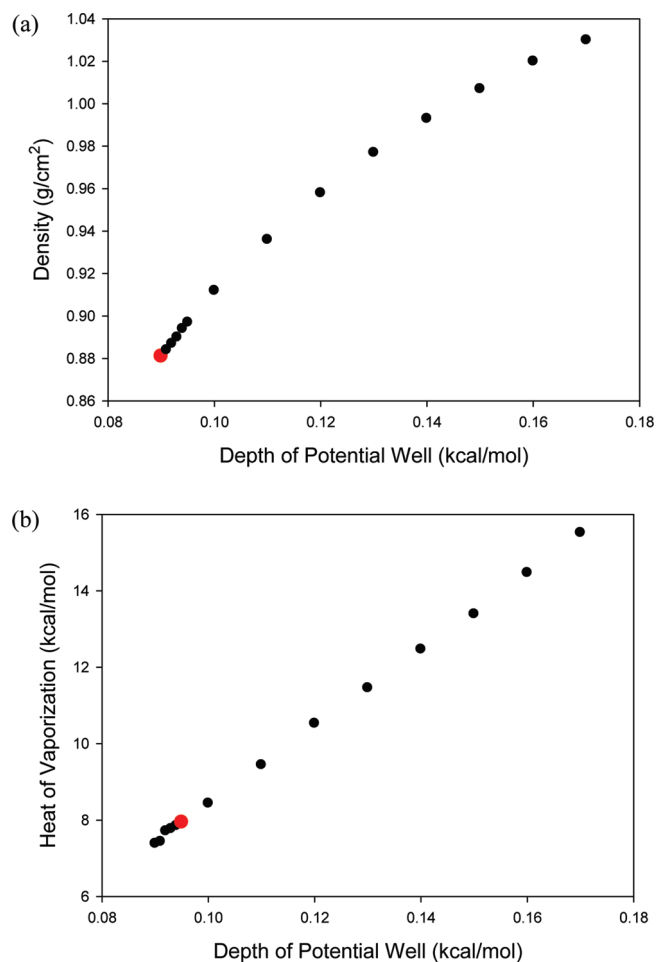 (a)
1.04
1.02
1.00
0.98
0.96
0.94
0.92
0.90
0.88
0.86
Density (g/cm²)
0.08 0.10 0.12 0.14 0.16 0.18
Depth of Potential Well (kcal/mol)
(b)
16
14
12
10
8
6
Heat of Vaporization (kcal/mol)
0.08 0.10 0.12 0.14 0.16 0.18
Depth of Potential Well (kcal/mol)